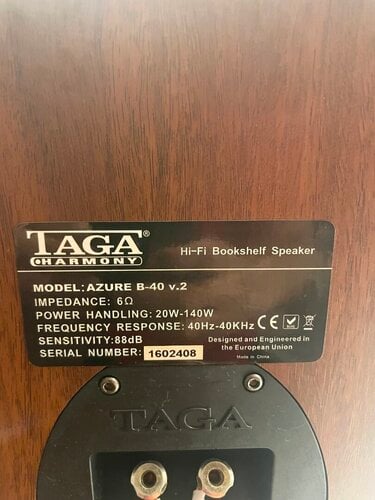 TAGA®
HARMONY
Hi-Fi Bookshelf Speaker
MODEL:AZURE B-40 v.2
IMPEDANCE: 6Ω
POWER HANDLING: 20W-140W
FREQUENCY RESPONSE: 40Hz-40KHz CE
SENSITIVITY:88dB
SERIAL NUMBER: 1602408
Designed and Engineered in
the European Union
Made in China
TAGA